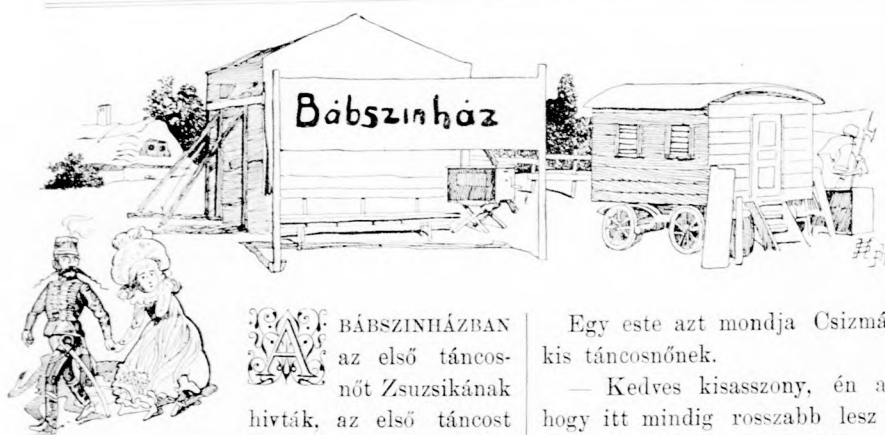 Bábszinház
A BÁBSZINHÁZBAN
az első táncos-
nőt Zsuzsikának
hivták, az első táncost
Egy este azt mondja
kis táncosnőnek.
— Kedves kisasszony, én
hogy itt mindig rosszabb lesz